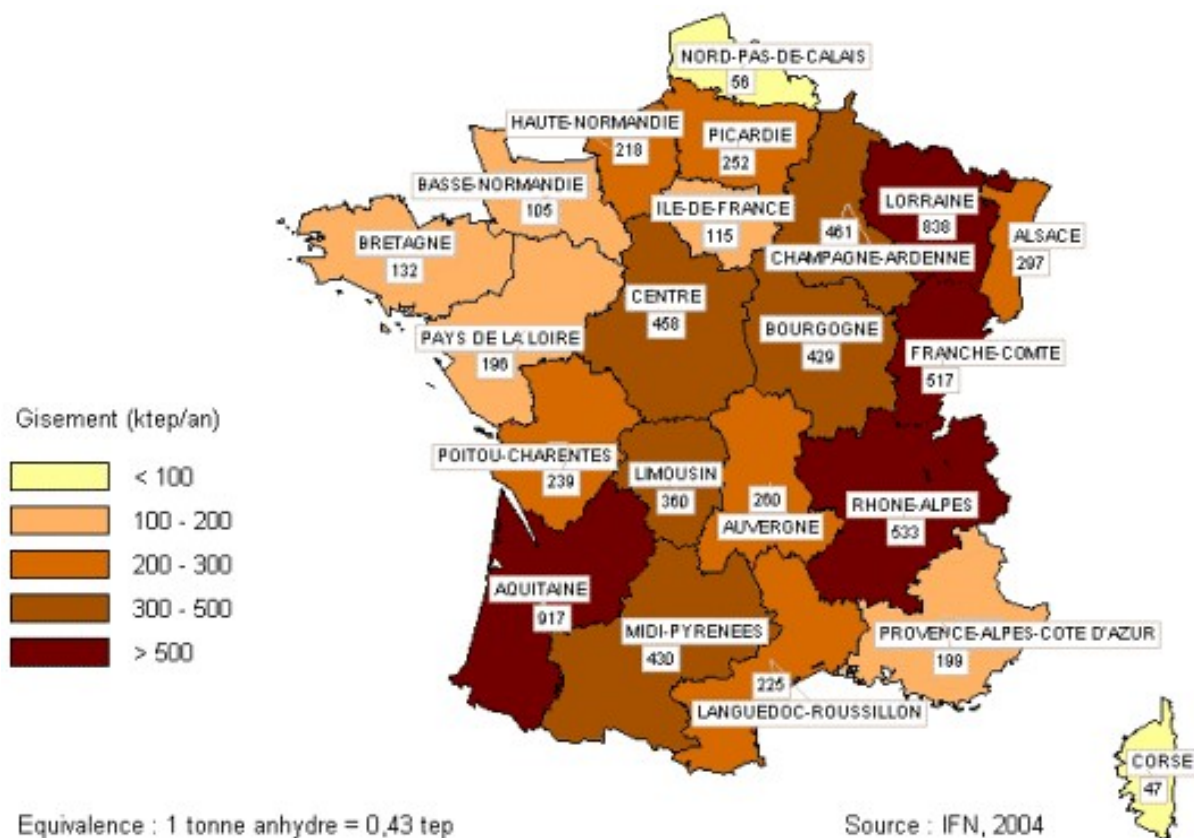 NORD-PAS-DE-CALAIS
56
HAUTE-NORMANDIE
218
PICARDIE
252
BASSE-NORMANDIE
105
ILE-DE-FRANCE
115
LORRAINE
838
ALSACE
297
461
CHAMPAGNE-ARDENNE
BRETAGNE
132
CENTRE
458
BOURGOGNE
429
PAYS DE LA LOIRE
196
FRANCHE-COMTE
517
Gisement (ktep/an)
< 100
100 - 200
200 - 300
300 - 500
> 500
POITOU-CHARENTES
239
LIMOUSIN
360
260
AUVERGNE
RHONE-ALPES
533
AQUITAINE
917
MIDI-PYRENEES
430
PROVENCE-ALPES-COTE D'AZUR
199
225
LANGUEDOC-ROUSSILLON
CORSE
47
Equivalence : 1 tonne anhydre = 0,43 tep
Source : IFN, 2004